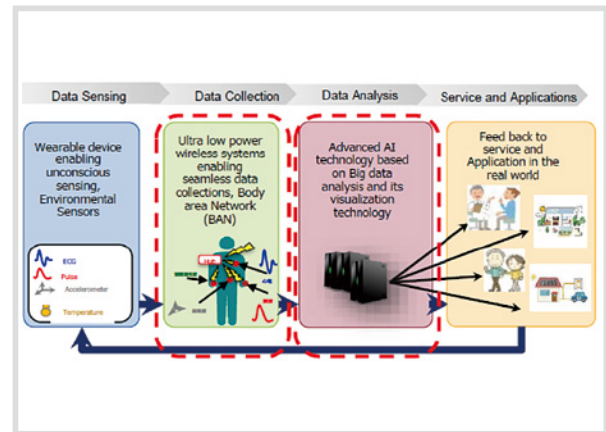 Data Sensing
Data Collection
Data Analysis
Service and Applications
Wearable device
enabling
unconscious
sensing,
Environmental
Sensors
ECG
Pulse
Accelerometer
Temperature
Ultra low power
wireless systems
enabling
seamless data
collections, Body
area Network
(BAN)
Advanced AI
technology based
on Big data
analysis and its
visualization
technology
Feed back to
service and
Application in the
real world